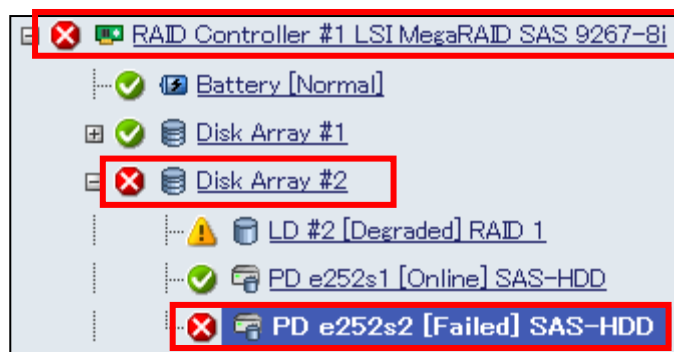 RAID Controller #1 LSI MegaRAID SAS 9267-8i
Battery [Normal]
Disk Array #1
Disk Array #2
LD #2 [Degraded] RAID 1
PD e252s1 [Online] SAS-HDD
PD e252s2 [Failed] SAS-HDD